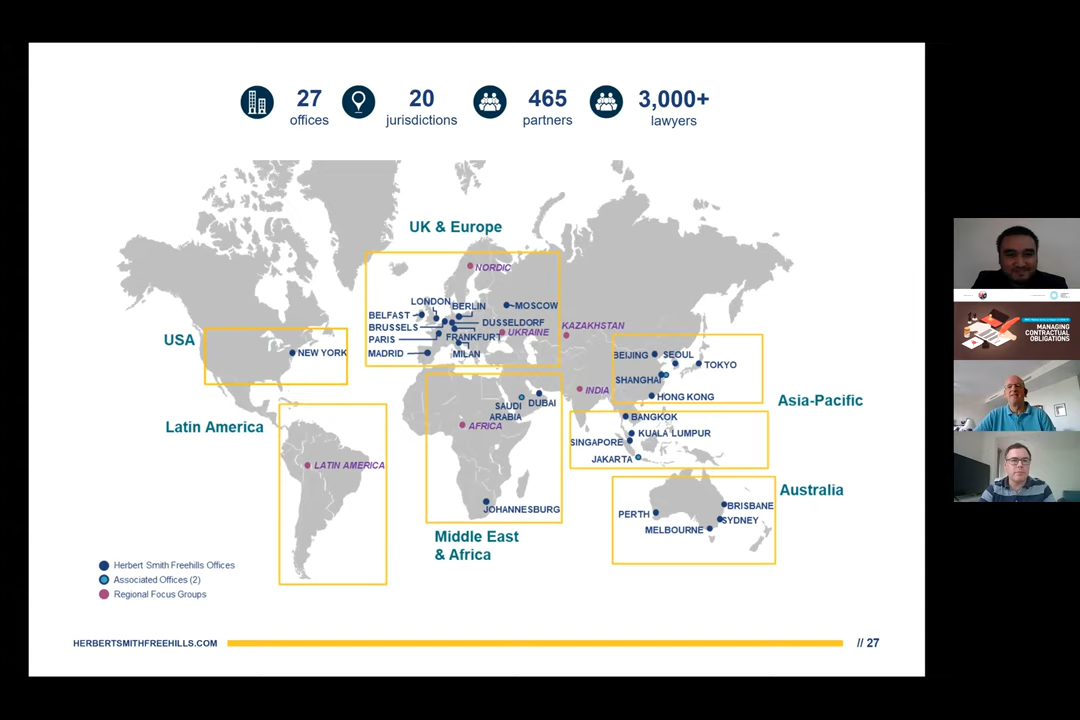 27
offices
20
jurisdictions
465
partners
3,000+
lawyers
UK & Europe
NORDIC
LONDON
BERLIN
MOSCOW
BELFAST
DUSSELDORF
BRUSSELS
UKRAINE
PARIS
FRANKFURT
MADRID
MILAN
KAZAKHSTAN
USA
NEW YORK
BEIJING
SEOUL
TOKYO
SHANGHAI
HONG KONG
INDIA
Asia-Pacific
SAUDI
ARABIA
DUBAI
AFRICA
BANGKOK
KUALA LUMPUR
SINGAPORE
JAKARTA
Latin America
LATIN AMERICA
JOHANNESBURG
Australia
PERTH
BRISBANE
SYDNEY
MELBOURNE
Middle East
& Africa
Herbert Smith Freehills Offices
Associated Offices (2)
Regional Focus Groups
HERBERTSMITHFREEHILLS.COM
// 27
MANAGING
CONTRACTUAL
OBLIGATIONS